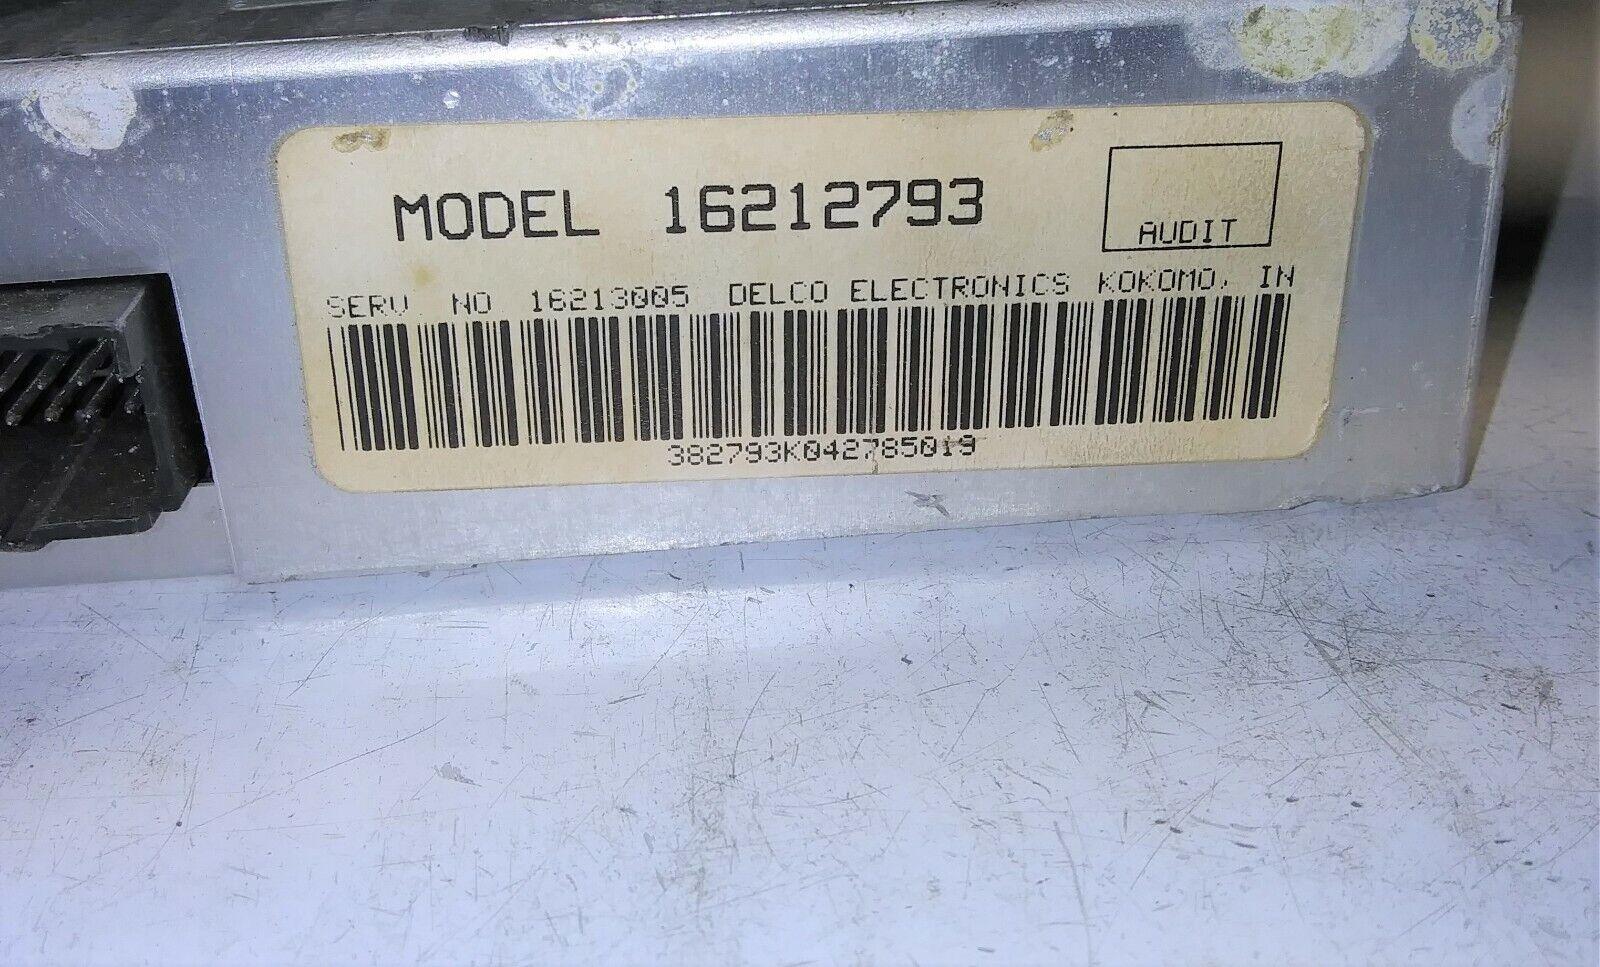 MODEL 16212793
AUDIT
SERV NO 16213005 DELCO ELECTRONICS KOKOMO, IN
382793K042785019